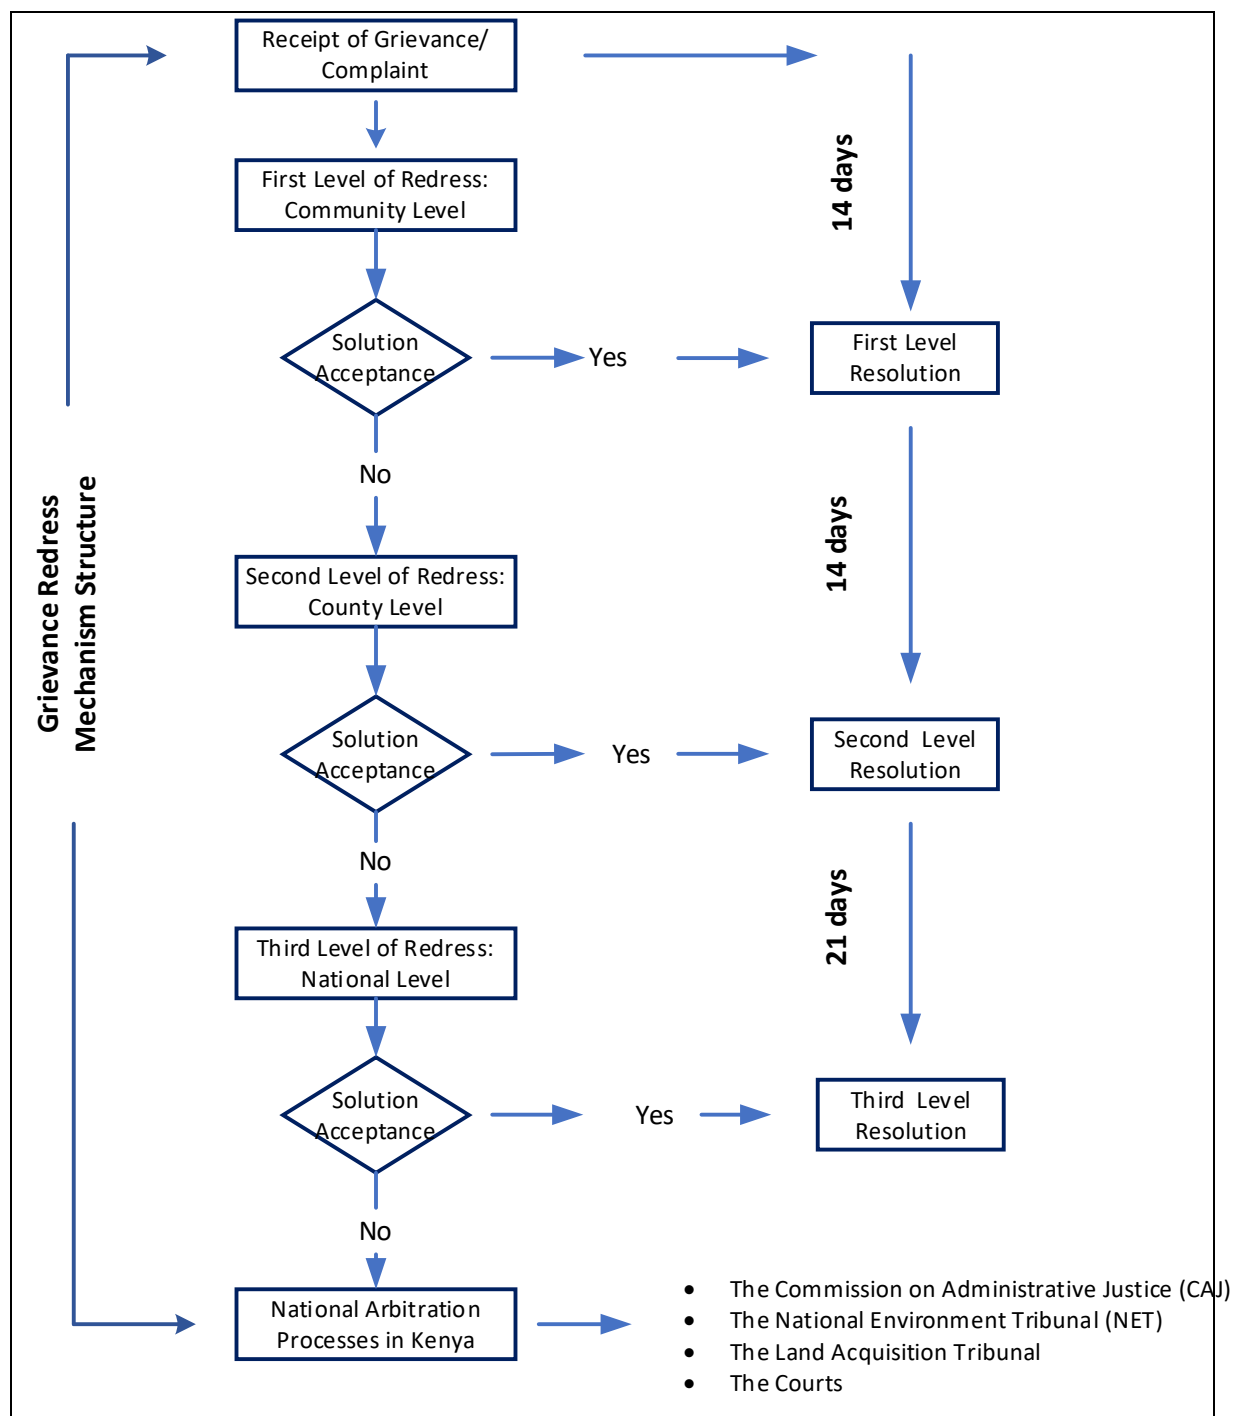 Receipt of Grievance/
Complaint
First Level of Redress:
Community Level
14 days
Solution
Acceptance
Yes
First Level
Resolution
No
Grievance Redress
Mechanism Structure
14 days
Second Level of Redress:
County Level
Solution
Acceptance
Yes
Second Level
Resolution
No
21 days
Third Level of Redress:
National Level
Solution
Acceptance
Yes
Third Level
Resolution
No
National Arbitration
Processes in Kenya
• The Commission on Administrative Justice (CAJ)
• The National Environment Tribunal (NET)
• The Land Acquisition Tribunal
• The Courts